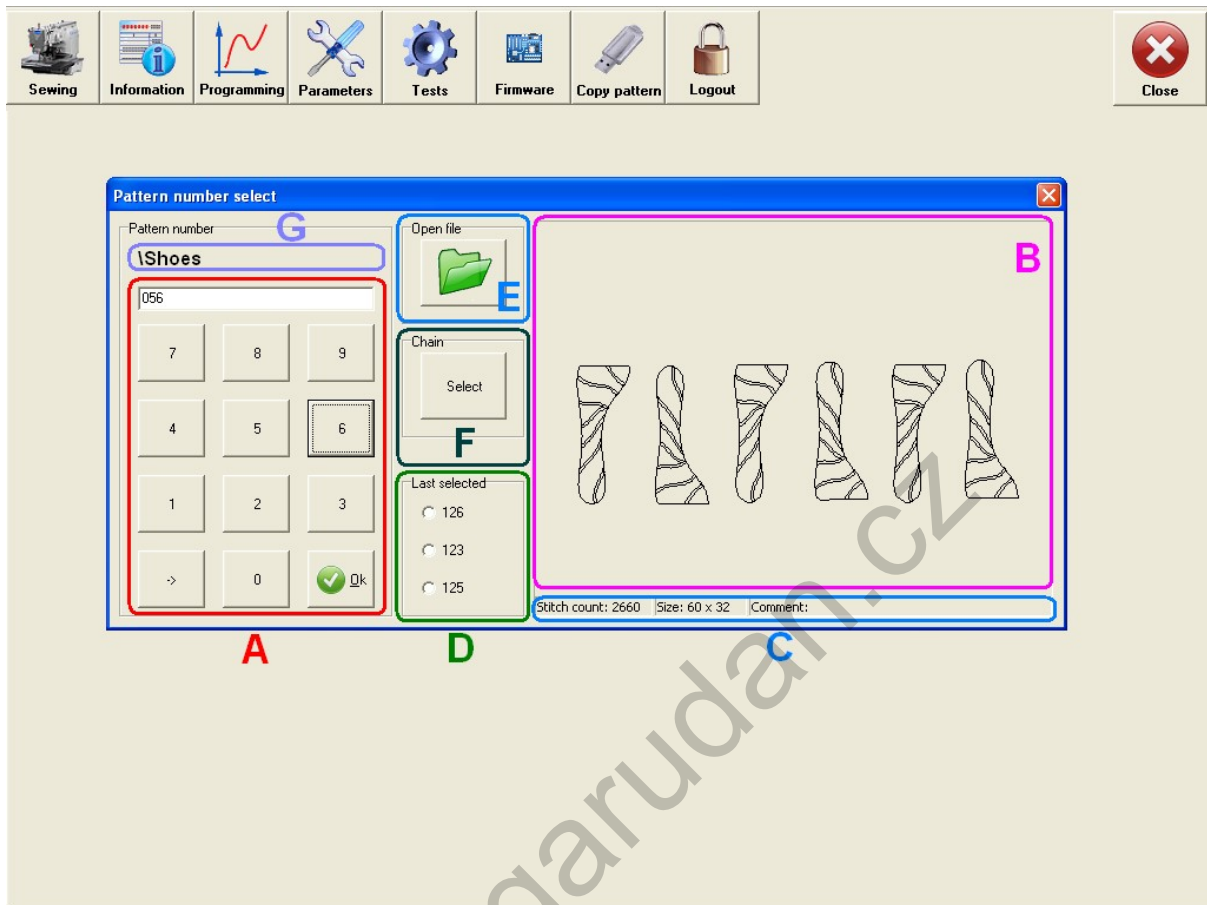 Sewing
Information
Programming
Parameters
Tests
Firmware
Copy pattern
Logout
Close
Pattern number select
Pattern number
G
\Shoes
056
7 8 9
4 5 6
1 2 3
-> 0 Ok
A
Open file
E
Chain
Select
F
Last selected
126
123
125
D
B
Stitch count: 2660 Size: 60 x 32 Comment:
C
garudan.cz